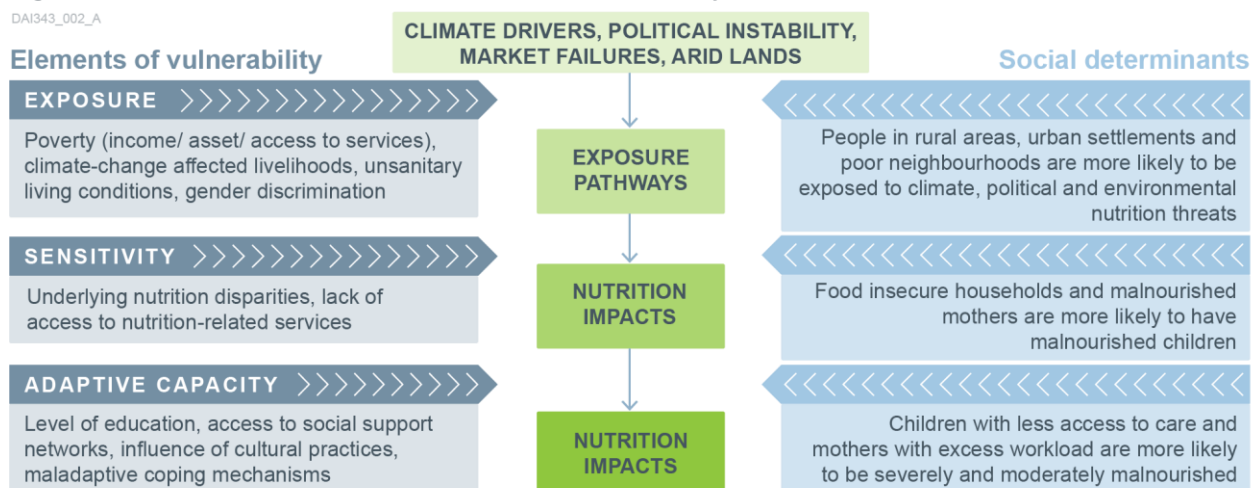 DAI343_002_A
CLIMATE DRIVERS, POLITICAL INSTABILITY,
MARKET FAILURES, ARID LANDS
Elements of vulnerability
Social determinants
EXPOSURE
Poverty (income/ asset/ access to services),
climate-change affected livelihoods, unsanitary
living conditions, gender discrimination
EXPOSURE
PATHWAYS
People in rural areas, urban settlements and
poor neighbourhoods are more likely to be
exposed to climate, political and environmental
nutrition threats
SENSITIVITY
Underlying nutrition disparities, lack of
access to nutrition-related services
NUTRITION
IMPACTS
Food insecure households and malnourished
mothers are more likely to have
malnourished children
ADAPTIVE CAPACITY
Level of education, access to social support
networks, influence of cultural practices,
maladaptive coping mechanisms
NUTRITION
IMPACTS
Children with less access to care and
mothers with excess workload are more likely
to be severely and moderately malnourished